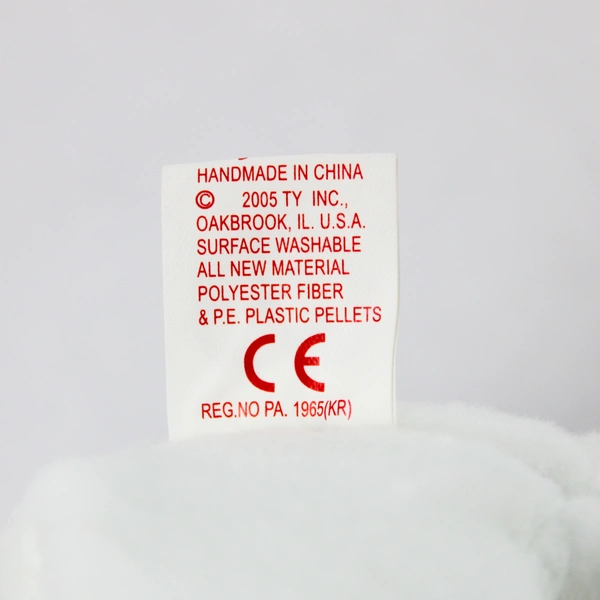 HANDMADE IN CHINA
© 2005 TY INC.,
OAKBROOK, IL. U.S.A.
SURFACE WASHABLE
ALL NEW MATERIAL
POLYESTER FIBER
& P.E. PLASTIC PELLETS
CE
REG.NO PA. 1965(KR)